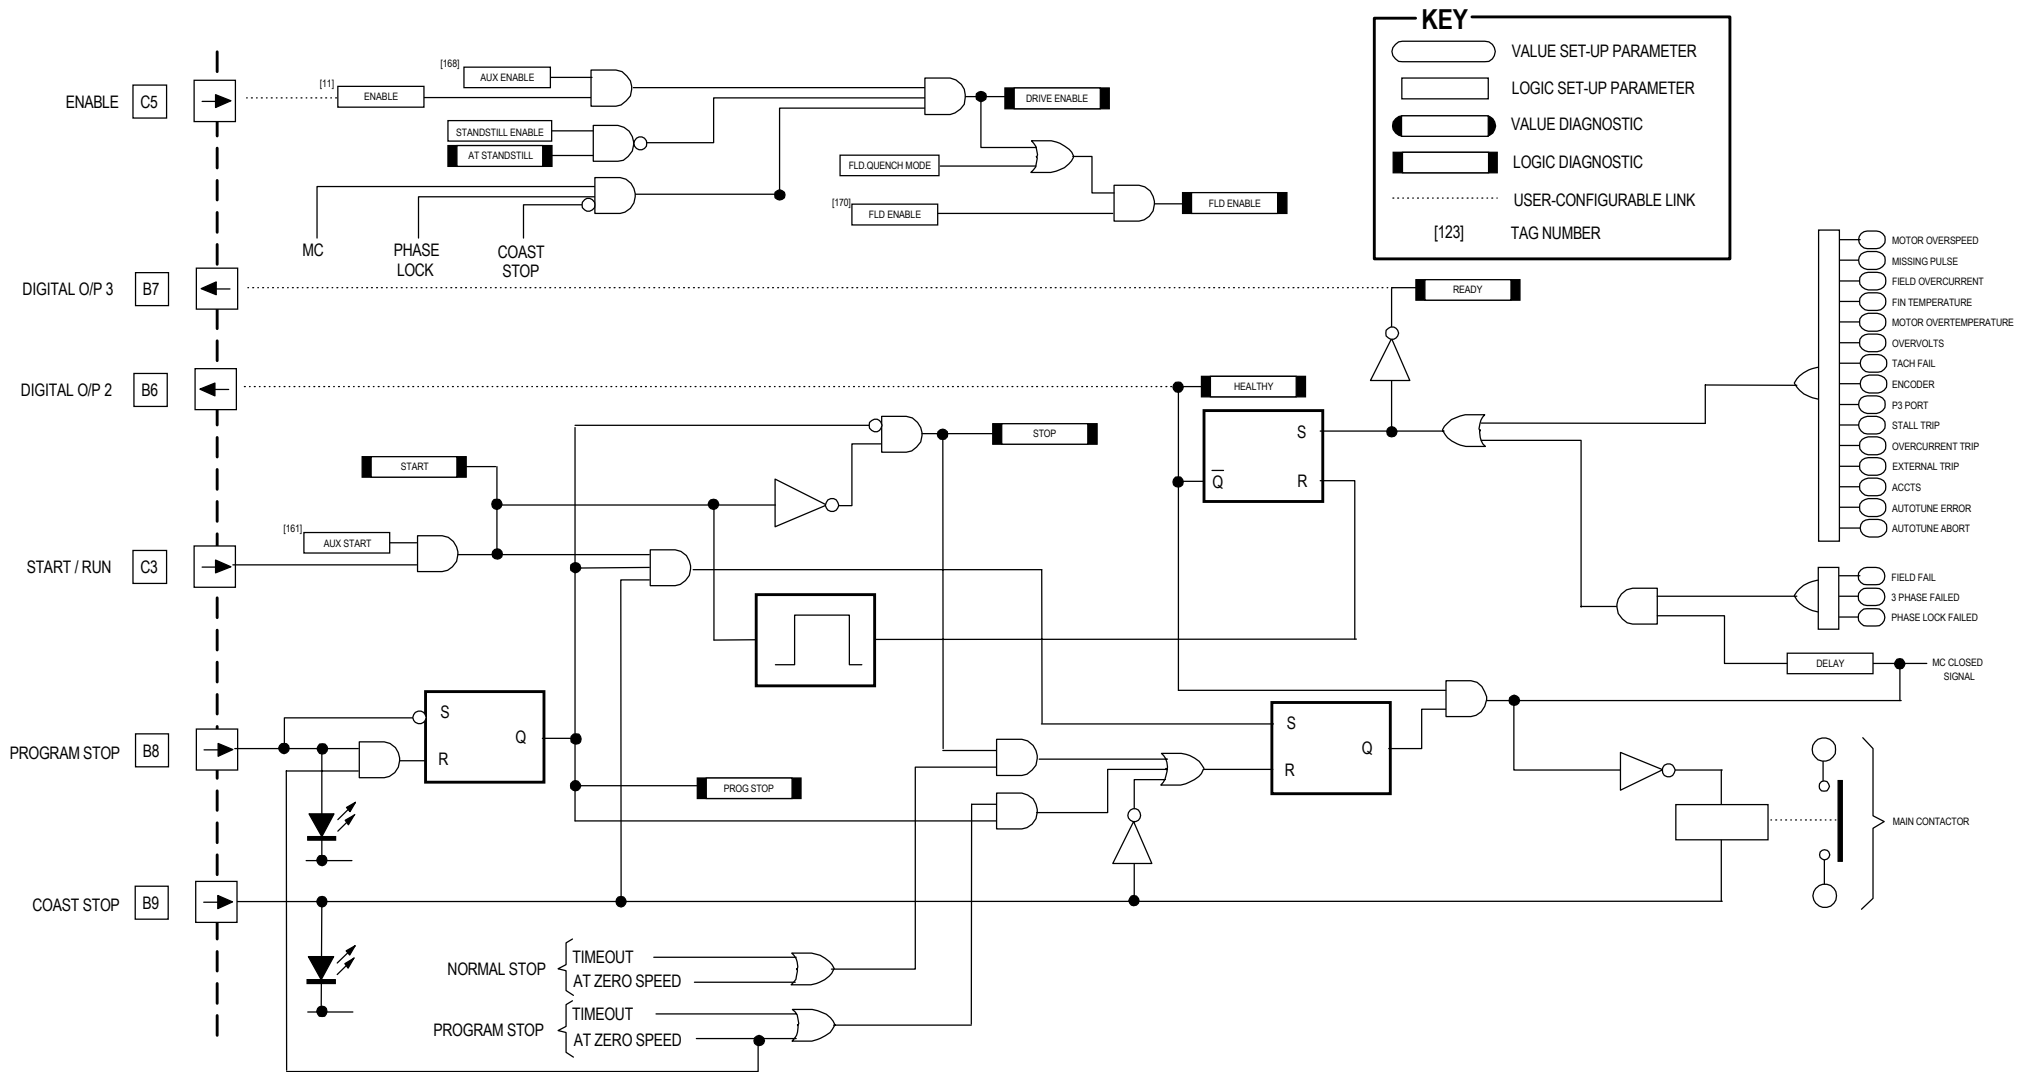 KEY
VALUE SET-UP PARAMETER
LOGIC SET-UP PARAMETER
VALUE DIAGNOSTIC
LOGIC DIAGNOSTIC
USER-CONFIGURABLE LINK
[123] TAG NUMBER
ENABLE C5
[11]
ENABLE
[168]
AUX ENABLE
STANDSTILL ENABLE
AT STANDSTILL
MC
PHASE
LOCK
COAST
STOP
DRIVE ENABLE
FLD.QUENCH MODE
[170]
FLD ENABLE
FLD ENABLE
DIGITAL O/P 3 B7
READY
DIGITAL O/P 2 B6
HEALTHY
S
Q
R
STOP
START
[161]
AUX START
START / RUN C3
MOTOR OVERSPEED
MISSING PULSE
FIELD OVERCURRENT
FIN TEMPERATURE
MOTOR OVERTEMPERATURE
OVERVOLTS
TACH FAIL
ENCODER
P3 PORT
STALL TRIP
OVERCURRENT TRIP
EXTERNAL TRIP
ACCTS
AUTOTUNE ERROR
AUTOTUNE ABORT
FIELD FAIL
3 PHASE FAILED
PHASE LOCK FAILED
DELAY
MC CLOSED
SIGNAL
PROGRAM STOP B8
S
Q
R
PROG STOP
S
Q
R
MAIN CONTACTOR
COAST STOP B9
NORMAL STOP
TIMEOUT
AT ZERO SPEED
PROGRAM STOP
TIMEOUT
AT ZERO SPEED